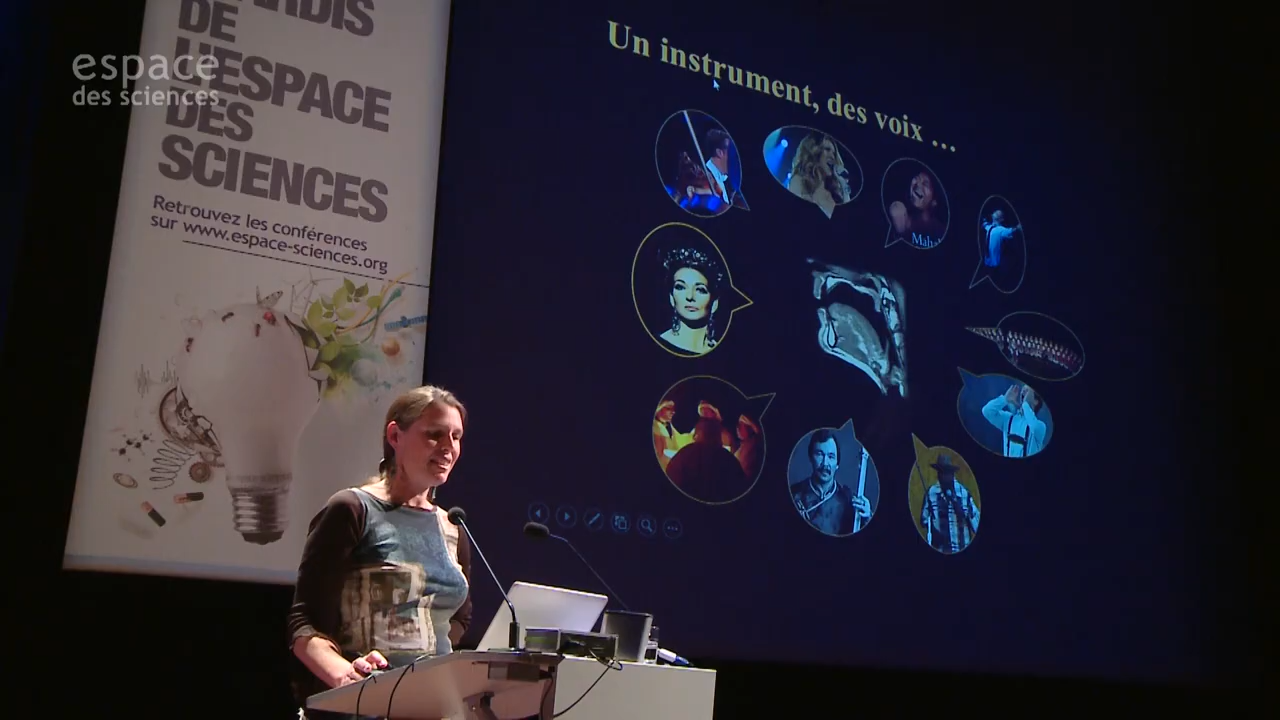 DE
L'ESPACE
DES
SCIENCES
Retrouvez les conférences
sur www.espace-sciences.org
espace
des sciences
Un instrument, des voix ...